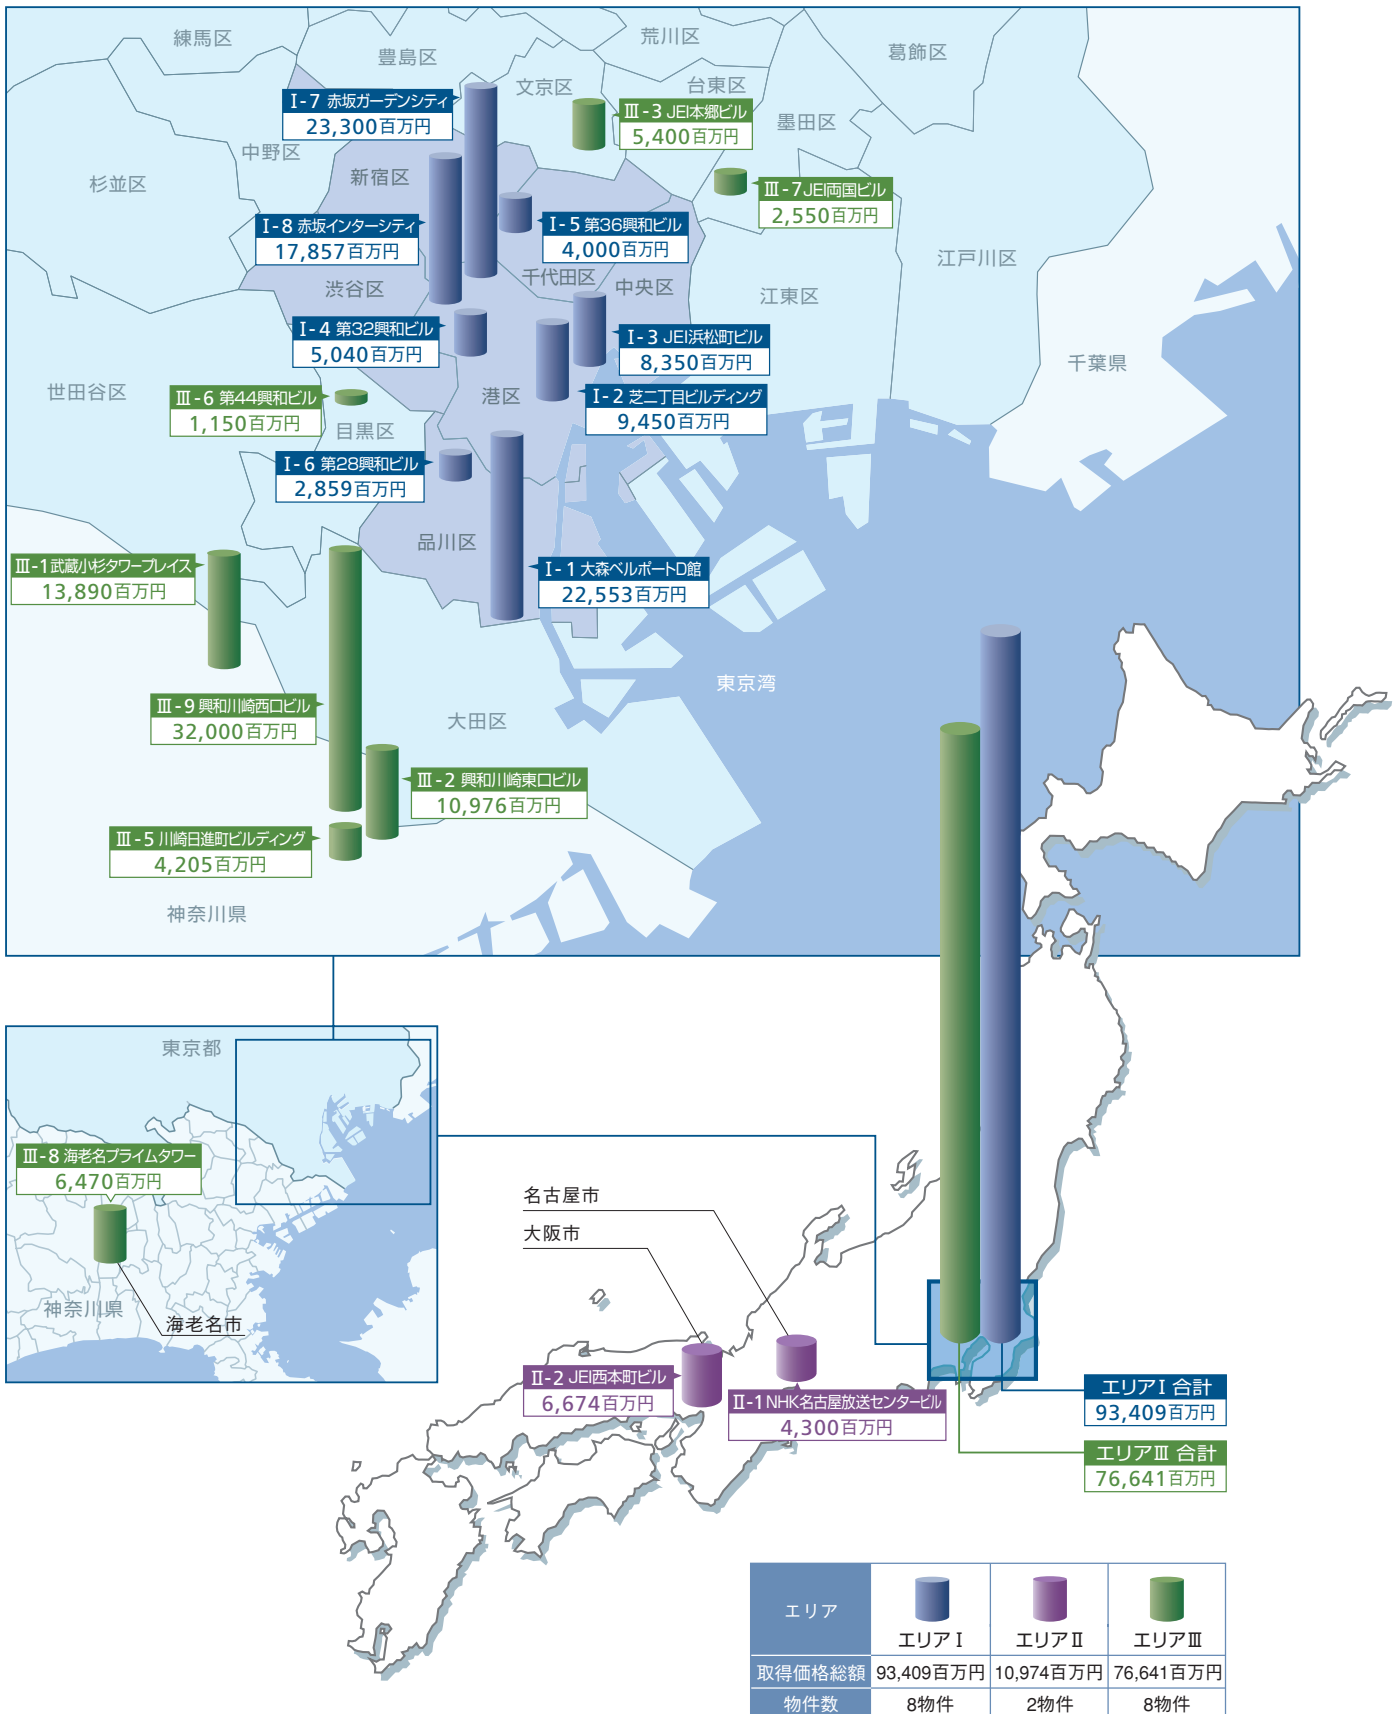 練馬区
豊島区
荒川区
葛飾区
文京区
台東区
墨田区
Ⅰ-7 赤坂ガーデンシティ
23,300百万円
Ⅲ-3 JEI本郷ビル
5,400百万円
中野区
杉並区
新宿区
Ⅲ-7 JEI両国ビル
2,550百万円
Ⅰ-8 赤坂インターシティ
17,857百万円
Ⅰ-5 第36興和ビル
4,000百万円
江戸川区
渋谷区
千代田区
中央区
江東区
Ⅰ-4 第32興和ビル
5,040百万円
Ⅰ-3 JEI浜松町ビル
8,350百万円
千葉県
世田谷区
Ⅲ-6 第44興和ビル
1,150百万円
港区
Ⅰ-2 芝二丁目ビルディング
9,450百万円
目黒区
Ⅰ-6 第28興和ビル
2,859百万円
品川区
Ⅲ-1 武蔵小杉タワープレイス
13,890百万円
Ⅰ-1 大森ベルポートD館
22,553百万円
東京湾
Ⅲ-9 興和川崎西口ビル
32,000百万円
大田区
Ⅲ-2 興和川崎東口ビル
10,976百万円
Ⅲ-5 川崎日進町ビルディング
4,205百万円
神奈川県
東京都
Ⅲ-8 海老名プライムタワー
6,470百万円
神奈川県
海老名市
名古屋市
大阪市
Ⅱ-2 JEI西本町ビル
6,674百万円
Ⅱ-1 NHK名古屋放送センタービル
4,300百万円
エリアⅠ 合計
93,409百万円
エリアⅢ 合計
76,641百万円
エリア エリアⅠ エリアⅡ エリアⅢ
取得価格総額 93,409百万円 10,974百万円 76,641百万円
物件数 8物件 2物件 8物件